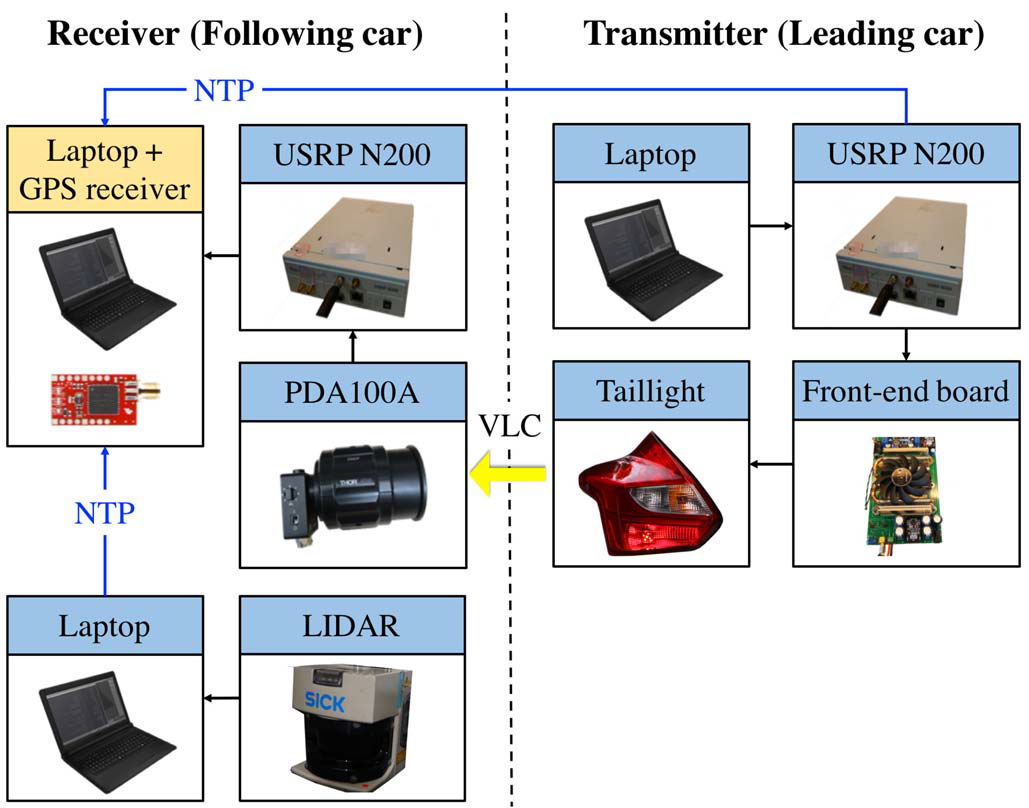 Receiver (Following car)
Transmitter (Leading car)
NTP
Laptop +
GPS receiver
USRP N200
Laptop
USRP N200
PDA100A
THOR
VLC
Taillight
Front-end board
NTP
Laptop
LIDAR
SICK